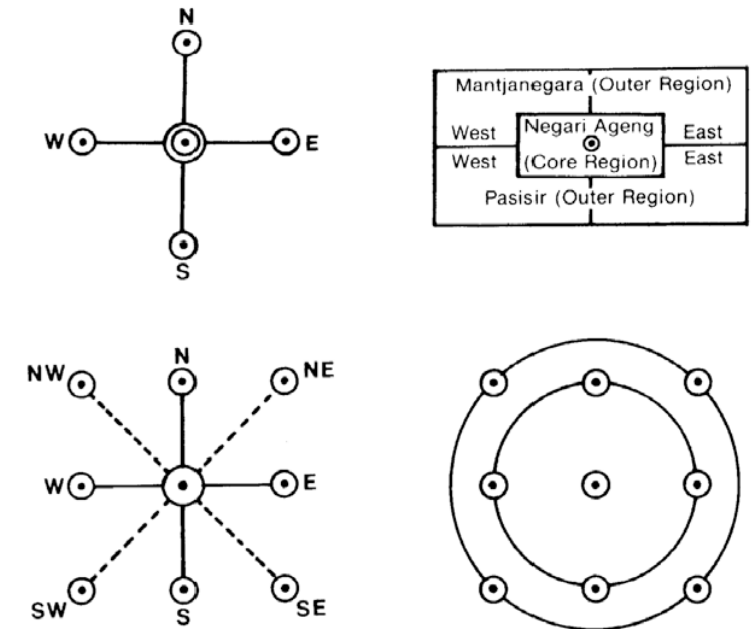 N
W E
S
Mantjanegara (Outer Region)
West Negari Ageng East
West (Core Region) East
Pasisir (Outer Region)
NW N NE
W E
SW S SE